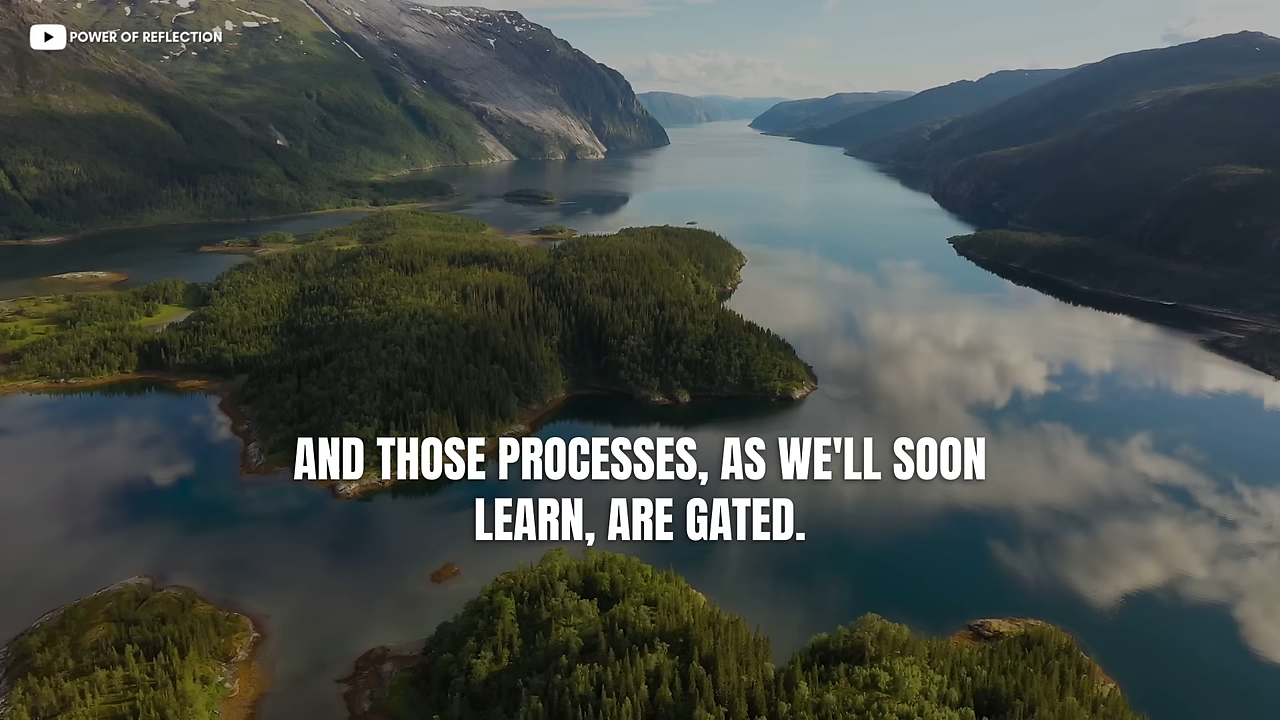 POWER OF REFLECTION
AND THOSE PROCESSES, AS WE'LL SOON
LEARN, ARE GATED.